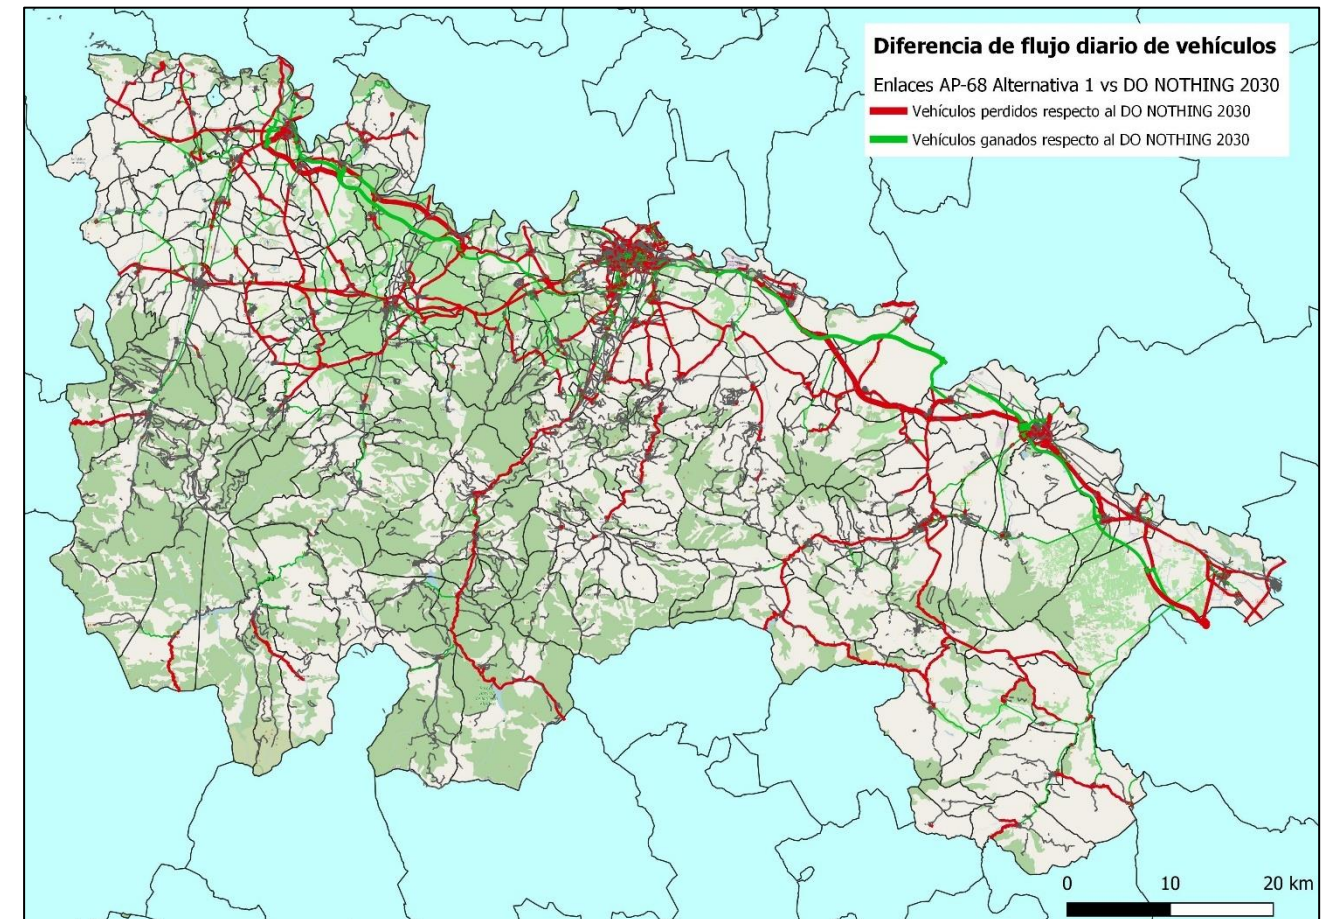 Diferencia de flujo diario de vehículos
Enlaces AP-68 Alternativa 1 vs DO NOTHING 2030
Vehículos perdidos respecto al DO NOTHING 2030
Vehículos ganados respecto al DO NOTHING 2030
0 10 20 km